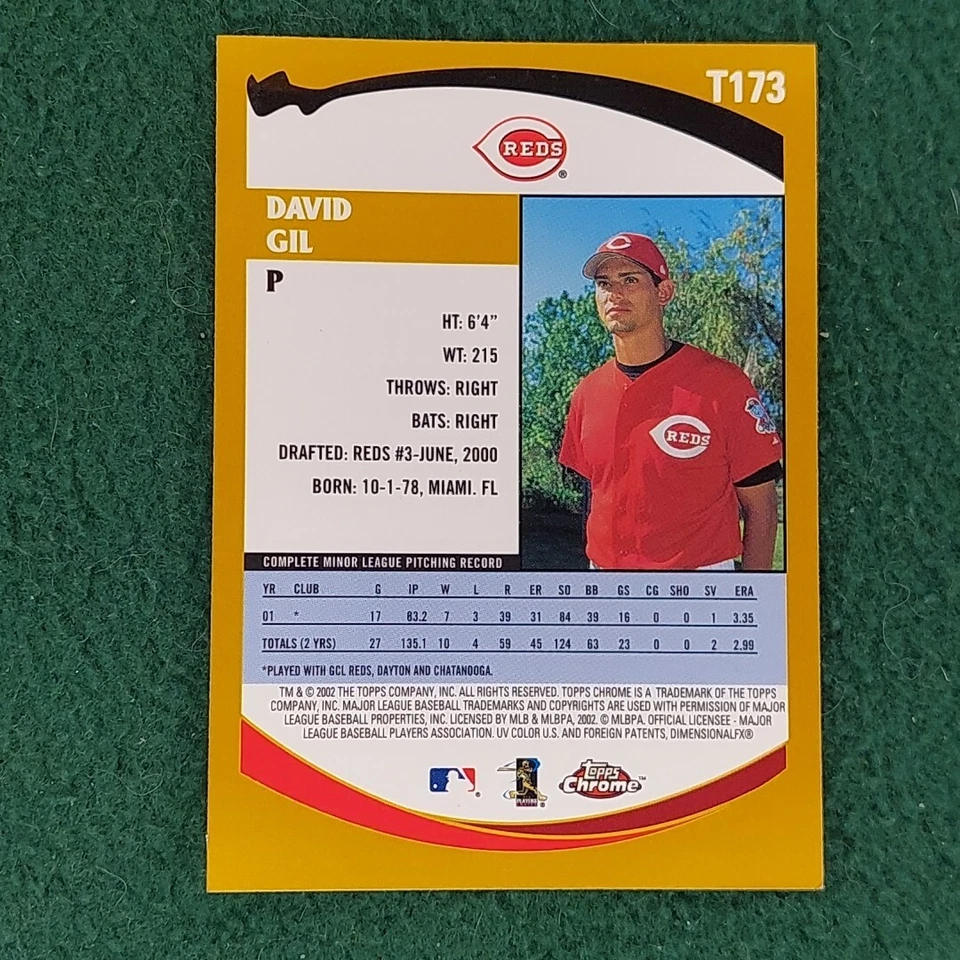 T173
REDS®
DAVID
GIL
P
HT: 6'4"
WT: 215
THROWS: RIGHT
BATS: RIGHT
DRAFTED: REDS #3-JUNE, 2000
BORN: 10-1-78, MIAMI. FL
REDS
COMPLETE MINOR LEAGUE PITCHING RECORD
YR CLUB G IP W L R ER SO BB GS CG SHO SV ERA
01 * 17 83.2 7 3 39 31 84 39 16 0 0 1 3.35
TOTALS (2 YRS) 27 135.1 10 4 59 45 124 63 23 0 0 2 2.99
*PLAYED WITH GCL REDS, DAYTON AND CHATANOOGA.
TM & © 2002 THE TOPPS COMPANY, INC. ALL RIGHTS RESERVED. TOPPS CHROME IS A TRADEMARK OF THE TOPPS
COMPANY, INC. MAJOR LEAGUE BASEBALL TRADEMARKS AND COPYRIGHTS ARE USED WITH PERMISSION OF MAJOR
LEAGUE BASEBALL PROPERTIES, INC. LICENSED BY MLB & MLBPA, 2002. © MLBPA. OFFICIAL LICENSEE - MAJOR
LEAGUE BASEBALL PLAYERS ASSOCIATION. UV COLOR U.S. AND FOREIGN PATENTS, DIMENSIONALFX®
PLAYERS
topps
Chrome™